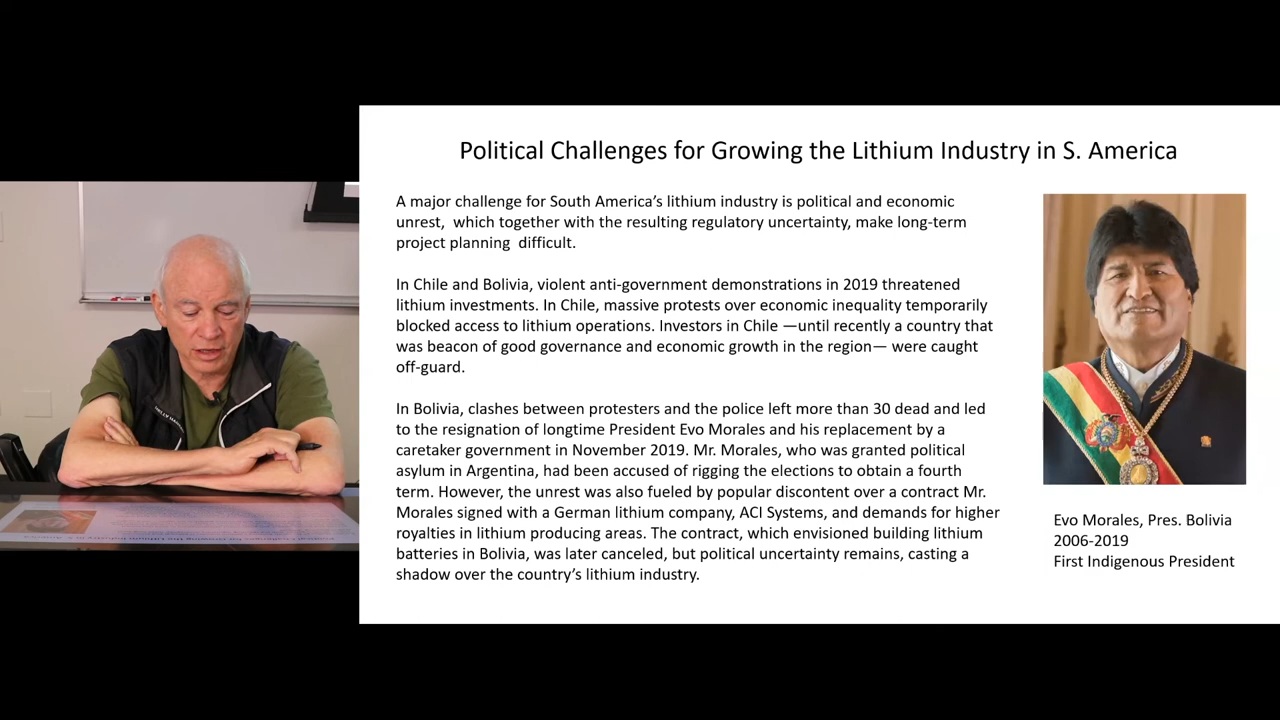 Political Challenges for Growing the Lithium Industry in S. America
A major challenge for South America's lithium industry is political and economic
unrest, which together with the resulting regulatory uncertainty, make long-term
project planning difficult.
In Chile and Bolivia, violent anti-government demonstrations in 2019 threatened
lithium investments. In Chile, massive protests over economic inequality temporarily
blocked access to lithium operations. Investors in Chile —until recently a country that
was beacon of good governance and economic growth in the region— were caught
off-guard.
In Bolivia, clashes between protesters and the police left more than 30 dead and led
to the resignation of longtime President Evo Morales and his replacement by a
caretaker government in November 2019. Mr. Morales, who was granted political
asylum in Argentina, had been accused of rigging the elections to obtain a fourth
term. However, the unrest was also fueled by popular discontent over a contract Mr.
Morales signed with a German lithium company, ACI Systems, and demands for higher
royalties in lithium producing areas. The contract, which envisioned building lithium
batteries in Bolivia, was later canceled, but political uncertainty remains, casting a
shadow over the country's lithium industry.
Evo Morales, Pres. Bolivia
2006-2019
First Indigenous President